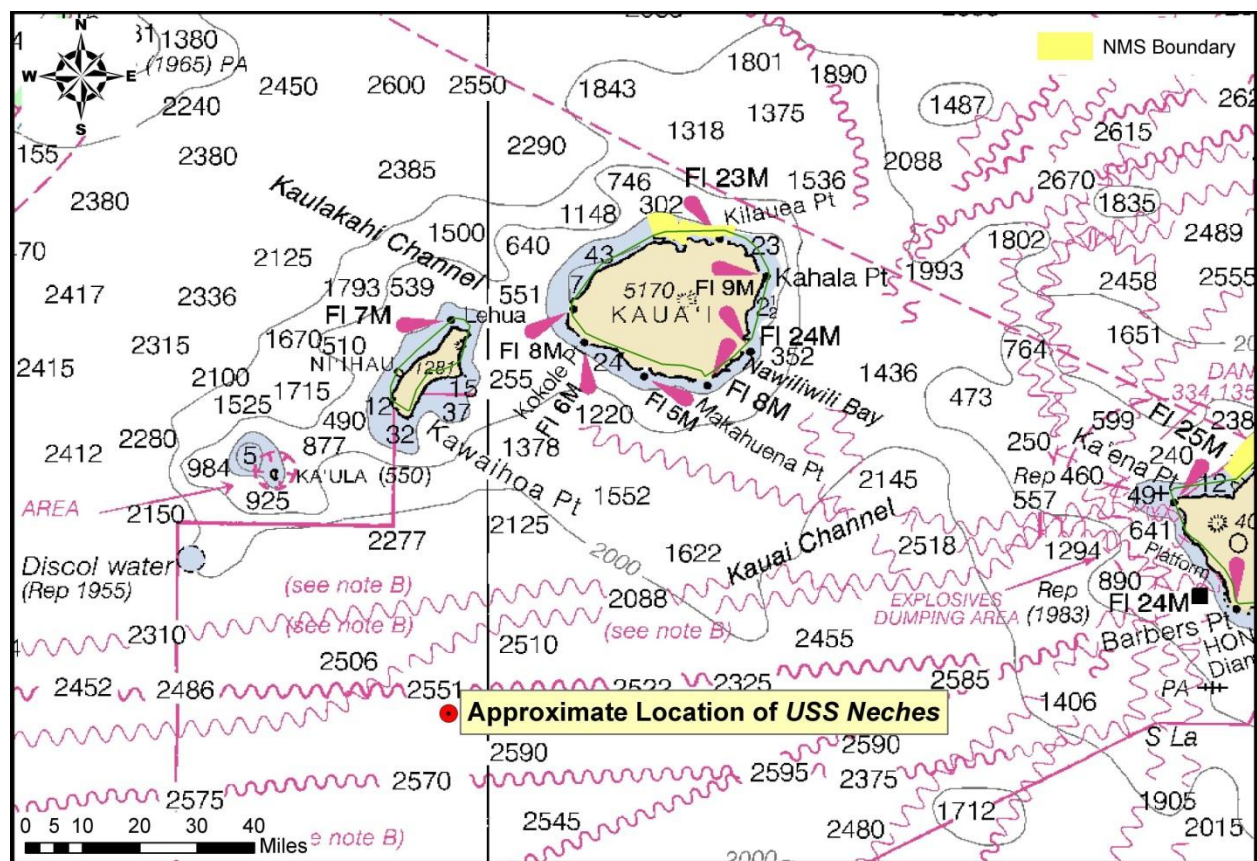 N
W
E
S
1380
(1965) PA
2450
2600
2550
2240
155
2380
2380
2385
2290
1843
1801
1890
1375
1318
1487
2615
2088
2670
1835
NMS Boundary
Kaulakahi Channel
746
Fl 23M
1536
302
Kilauea Pt
1148
1500
640
43
23
1802
2489
2125
1993
2458
2555
2417
2336
1793
539
551
7
5170
Fl 9M
Kahala Pt
KAUA'I
2½
Fl 7M
Lehua
Fl 8M
Fl 24M
1651
2315
1670
510
NI'IHAU
1281
24
352
764
2415
2100
1715
255
15
Kokole Pt
Nawiliwili Bay
1436
1525
12
37
Fl 6M
1220
Fl 5M
Fl 8M
Makahuena Pt
473
599
Fl 25M
238
2280
490
32
2412
877
1378
250
Ka'ena Pt
240
984
5
KA'ULA (550)
Kawaihoa Pt
Rep
460
12
925
AREA
1552
2145
557
49
2150
2125
641
2277
Kauai Channel
1622
2518
1294
Platform
Discol water
(Rep 1955)
2000
(see note B)
890
2088
EXPLOSIVES
DUMPING AREA
Rep
(1983)
Fl 24M
(see note B)
(see note B)
2310
2510
2455
Barbers Pt
HON
Diam
2506
2452
2486
2551
2522
2325
2585
1406
PA
Approximate Location of USS Neches
2590
2590
S La
2570
2595
2375
2575
1712
1905
2545
2480
2015
0 5 10 20 30 40
Miles
e note B)
2000